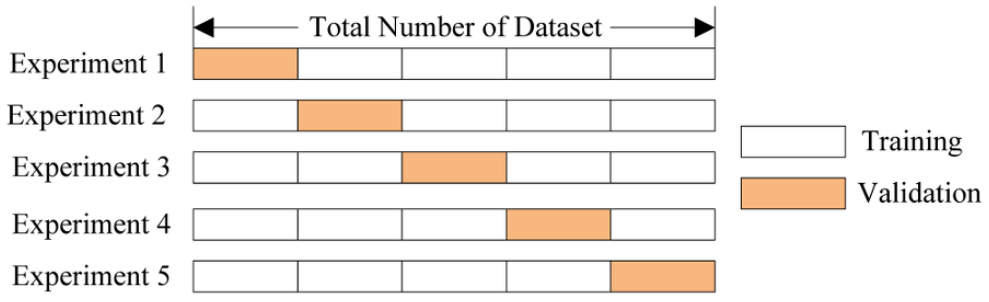 Total Number of Dataset
Experiment 1
Experiment 2
Experiment 3
Experiment 4
Experiment 5
Training
Validation